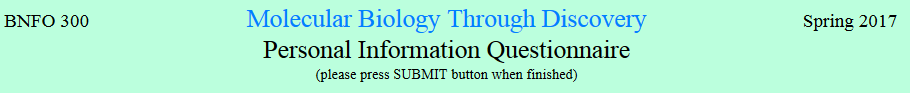 BNFO 300 Molecular Biology Through Discovery Spring 2017
Personal Information Questionnaire
(please press SUBMIT button when finished)